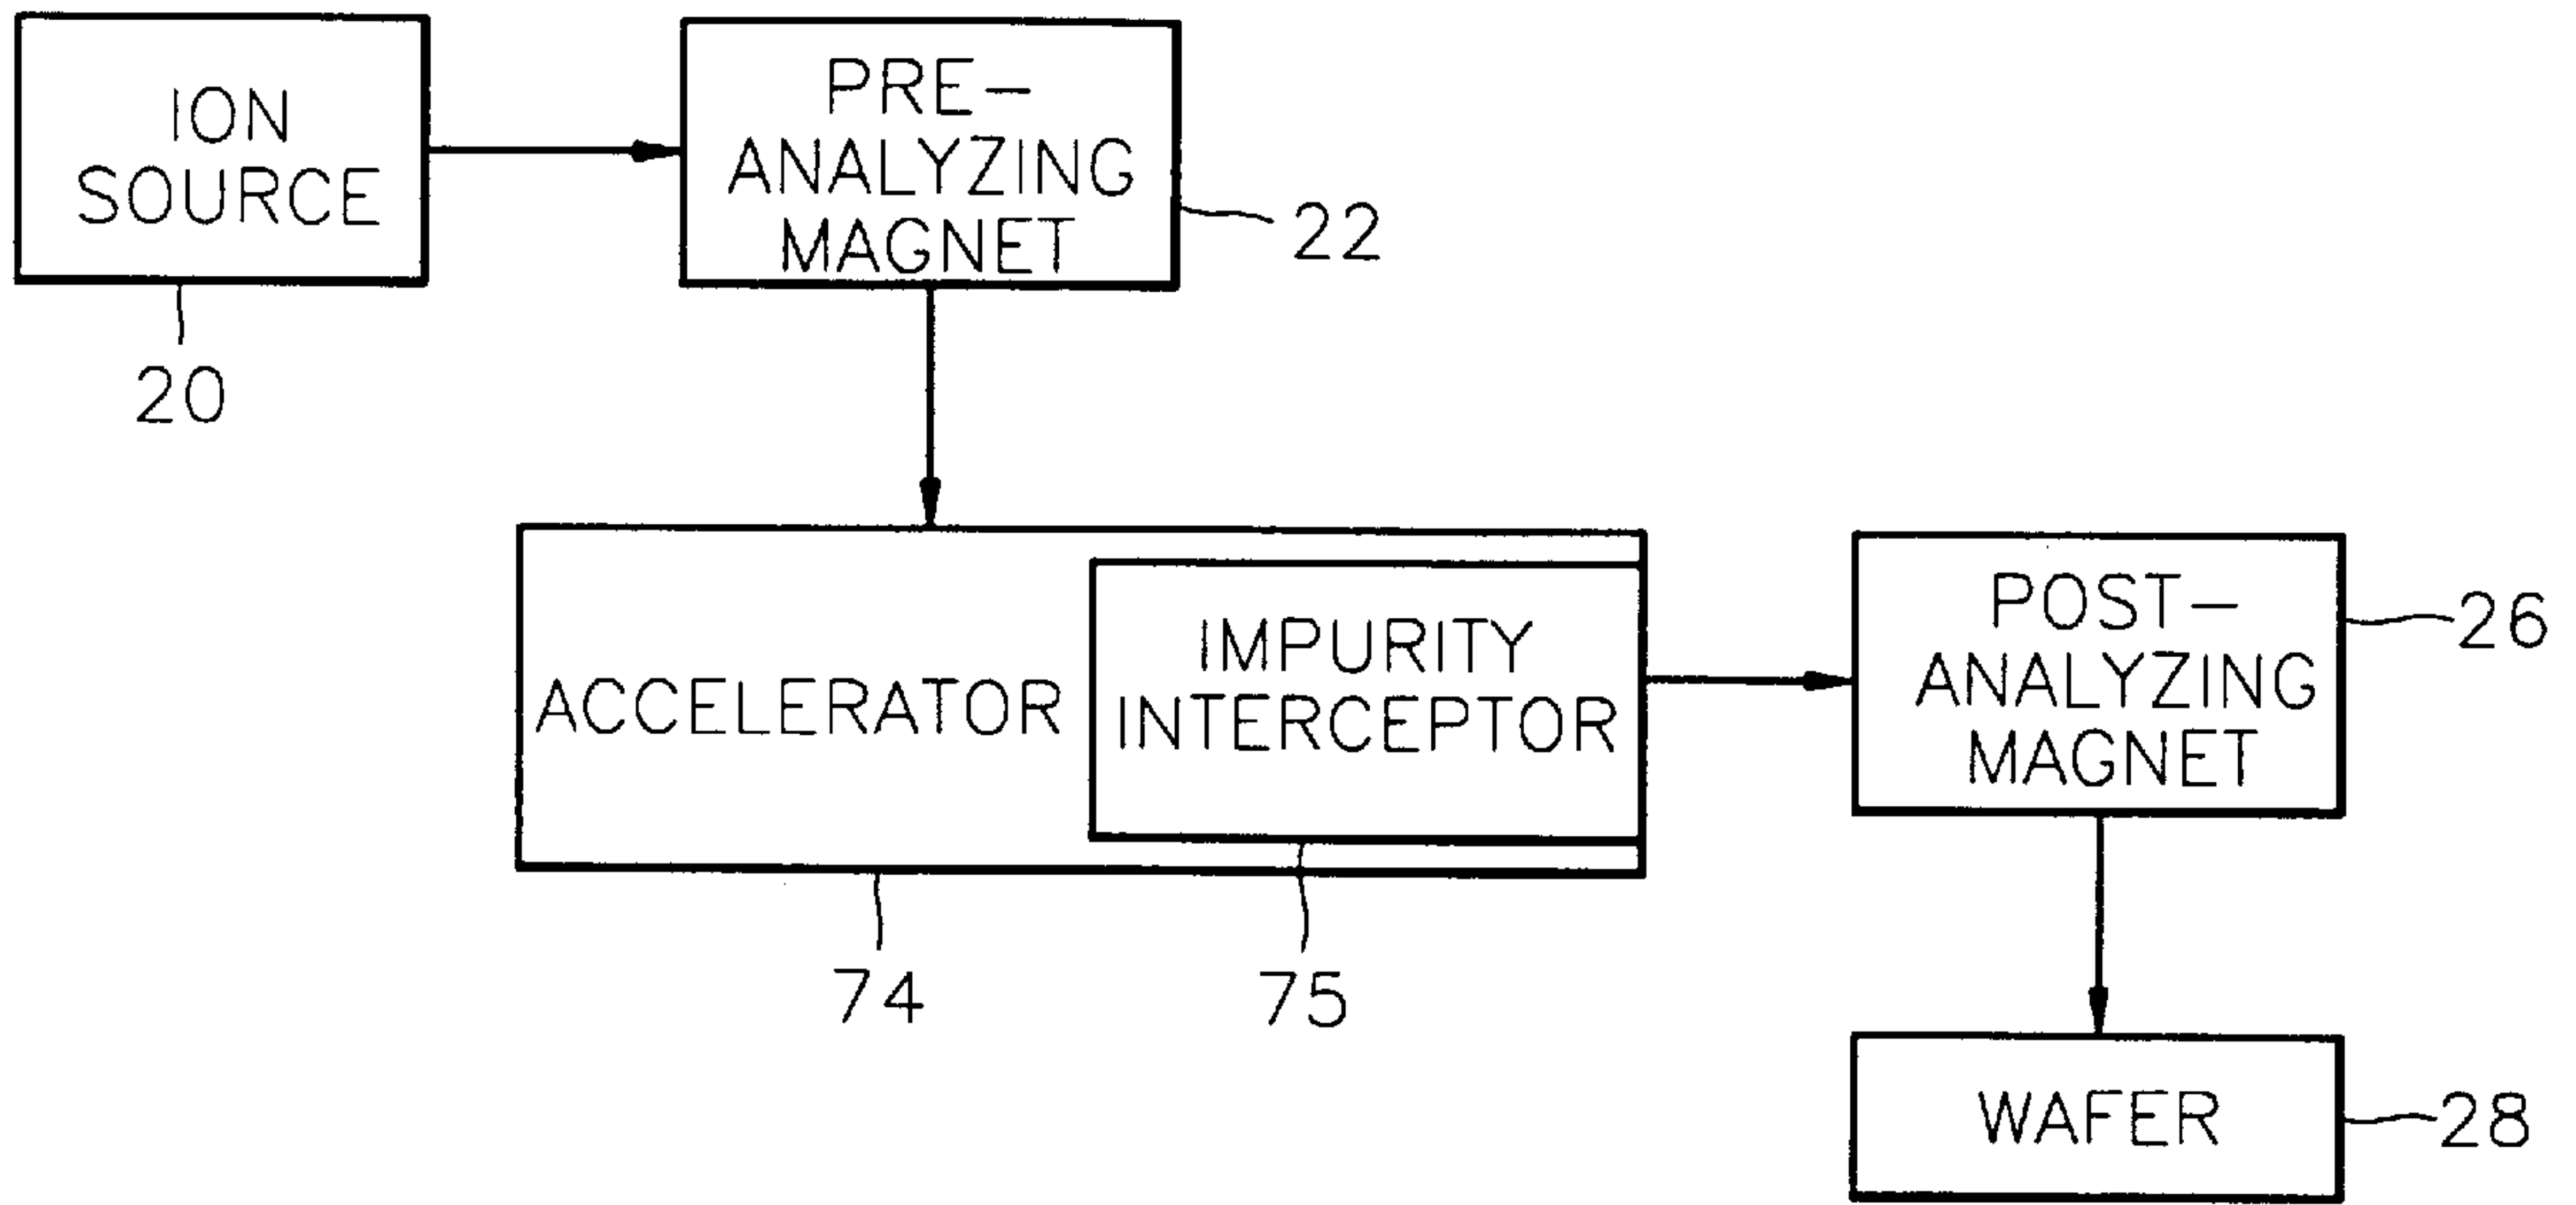 ION
SOURCE
20
PRE-
ANALYZING
MAGNET
22
ACCELERATOR
74
IMPURITY
INTERCEPTOR
75
POST-
ANALYZING
MAGNET
26
WAFER
28